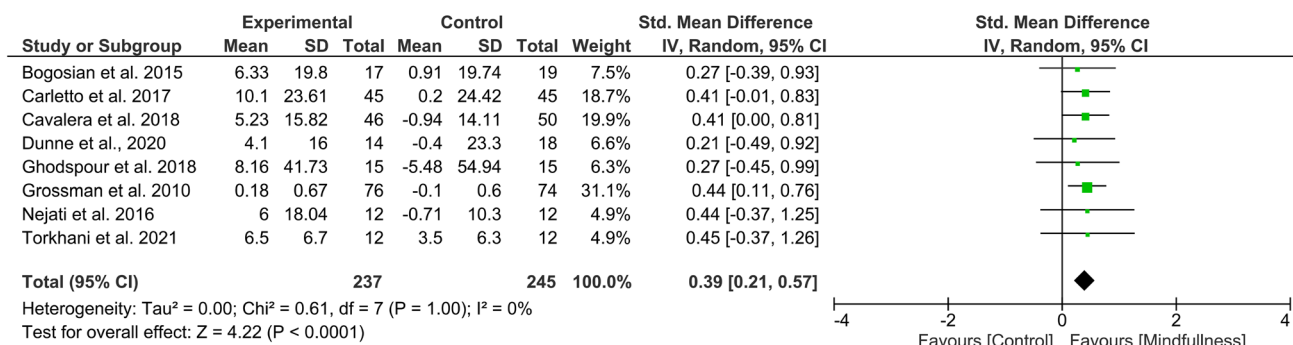 Experimental Control Std. Mean Difference Std. Mean Difference
Study or Subgroup Mean SD Total Mean SD Total Weight IV, Random, 95% CI IV, Random, 95% CI
Bogosian et al. 2015 6.33 19.8 17 0.91 19.74 19 7.5% 0.27 [-0.39, 0.93]
Carletto et al. 2017 10.1 23.61 45 0.2 24.42 45 18.7% 0.41 [-0.01, 0.83]
Cavalera et al. 2018 5.23 15.82 46 -0.94 14.11 50 19.9% 0.41 [0.00, 0.81]
Dunne et al., 2020 4.1 16 14 -0.4 23.3 18 6.6% 0.21 [-0.49, 0.92]
Ghodspour et al. 2018 8.16 41.73 15 -5.48 54.94 15 6.3% 0.27 [-0.45, 0.99]
Grossman et al. 2010 0.18 0.67 76 -0.1 0.6 74 31.1% 0.44 [0.11, 0.76]
Nejati et al. 2016 6 18.04 12 -0.71 10.3 12 4.9% 0.44 [-0.37, 1.25]
Torkhani et al. 2021 6.5 6.7 12 3.5 6.3 12 4.9% 0.45 [-0.37, 1.26]
Total (95% CI) 237 245 100.0% 0.39 [0.21, 0.57]
Heterogeneity: Tau² = 0.00; Chi² = 0.61, df = 7 (P = 1.00); I² = 0%
Test for overall effect: Z = 4.22 (P < 0.0001)
-4 -2 0 2 4
Favours [Control] Favours [Mindfullness]